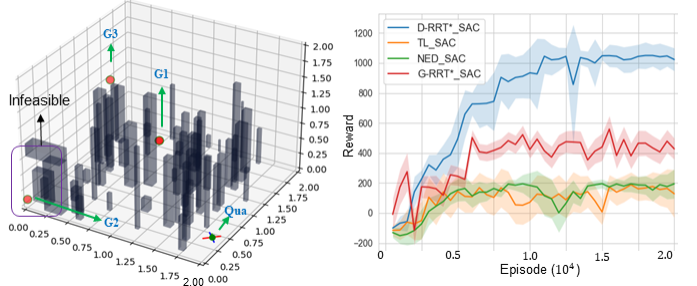 G3
G1
Infeasible
G2
Qua
2.00
1.75
1.50
1.25
1.00
0.75
0.50
0.25
0.00
0.00
0.25
0.50
0.75
1.00
1.25
1.50
1.75
2.00
0.00
0.25
0.50
0.75
1.00
1.25
1.50
1.75
2.00
D-RRT*_SAC
TL_SAC
NED_SAC
G-RRT*_SAC
1200
1000
800
600
400
200
0
−200
Reward
0 0.5 1.0 1.5 2.0
Episode (10⁴)